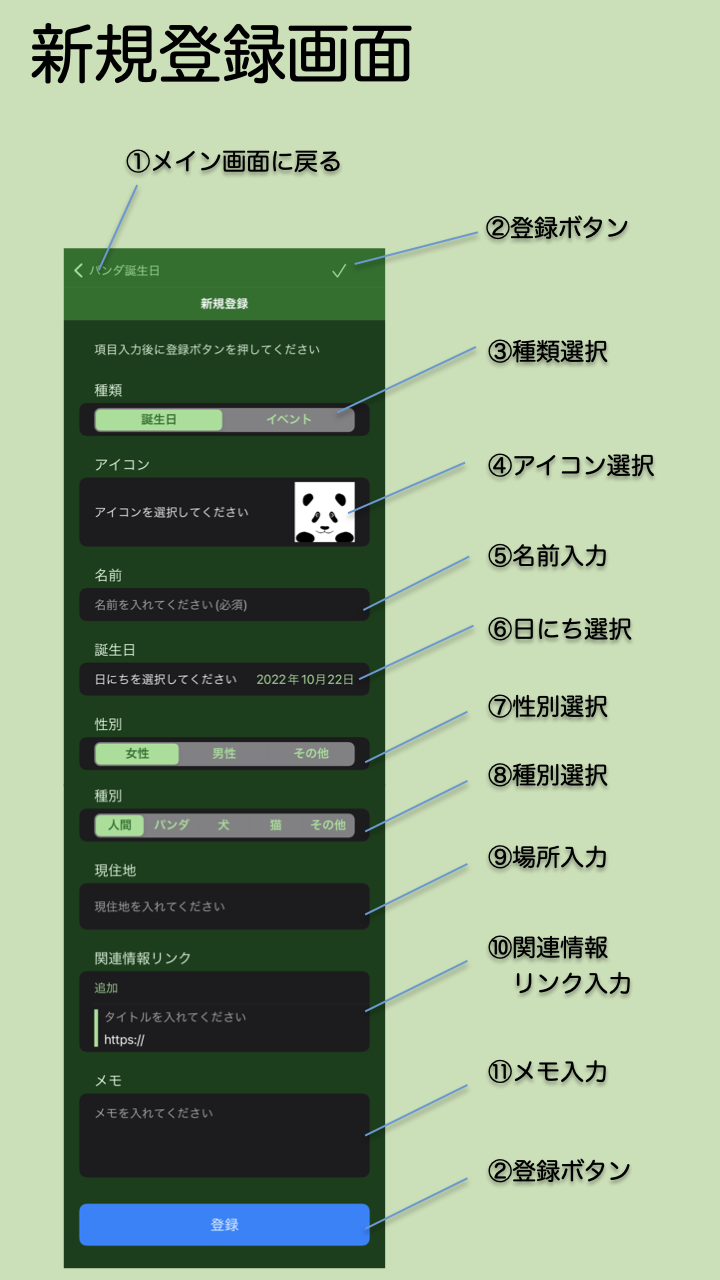 新規登録画面
①メイン画面に戻る
②登録ボタン
パンダ誕生日
新規登録
項目入力後に登録ボタンを押してください
③種類選択
種類
誕生日 イベント
アイコン
④アイコン選択
アイコンを選択してください
⑤名前入力
名前
名前を入れてください(必須)
⑥日にち選択
誕生日
日にちを選択してください 2022年10月22日
⑦性別選択
性別
女性 男性 その他
⑧種別選択
種別
人間 パンダ 犬 猫 その他
⑨場所入力
現住地
現住地を入れてください
⑩関連情報
リンク入力
関連情報リンク
追加
タイトルを入れてください
https://
⑪メモ入力
メモ
メモを入れてください
②登録ボタン
登録